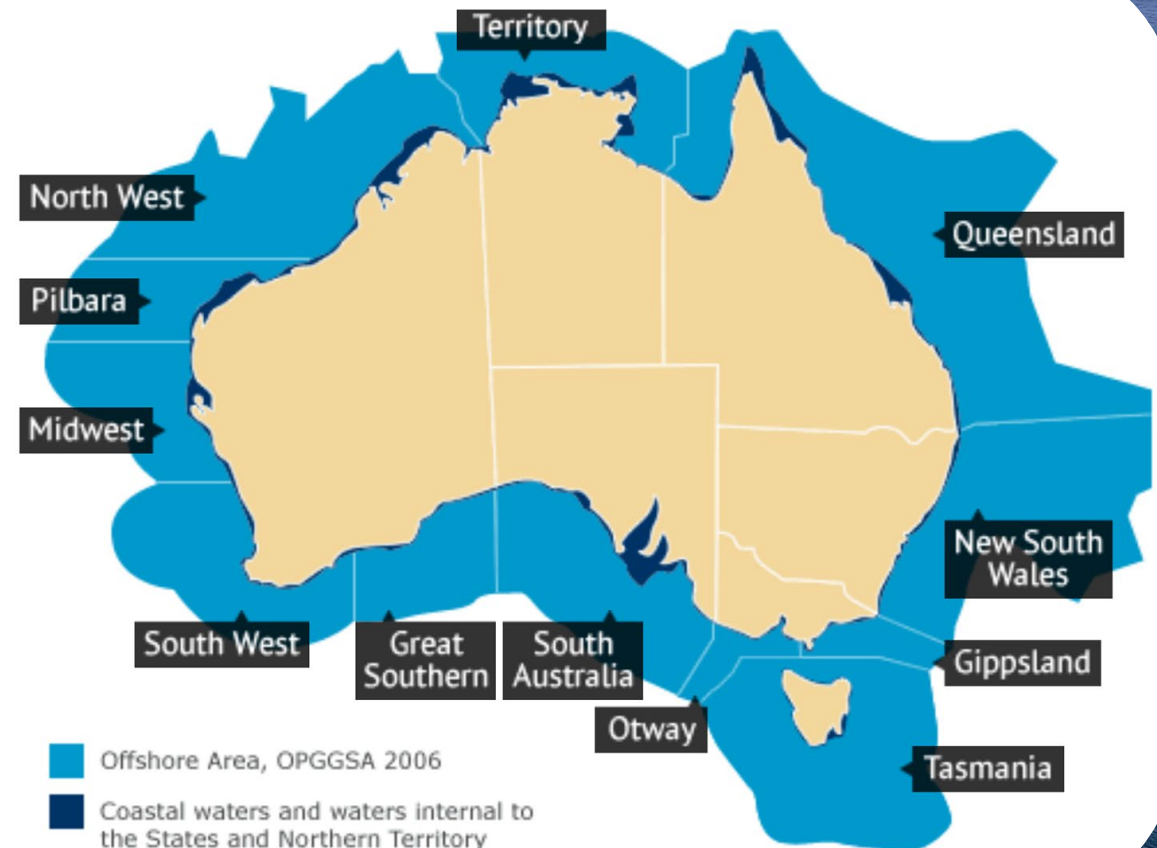 Territory
North West
Queensland
Pilbara
Midwest
New South
Wales
South West
Great
Southern
South
Australia
Gippsland
Otway
Tasmania
Offshore Area, OPGGSA 2006
Coastal waters and waters internal to
the States and Northern Territory